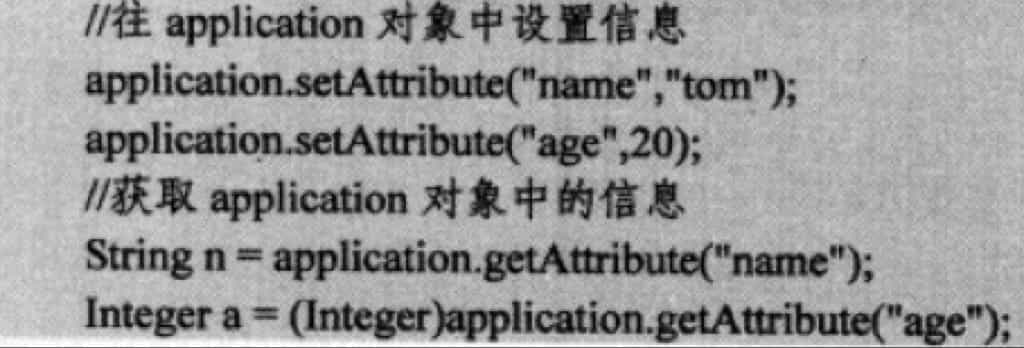 //往 application 对象中设置信息
application.setAttribute("name","tom");
application.setAttribute("age",20);
//获取 application 对象中的信息
String n = application.getAttribute("name");
Integer a = (Integer)application.getAttribute("age");